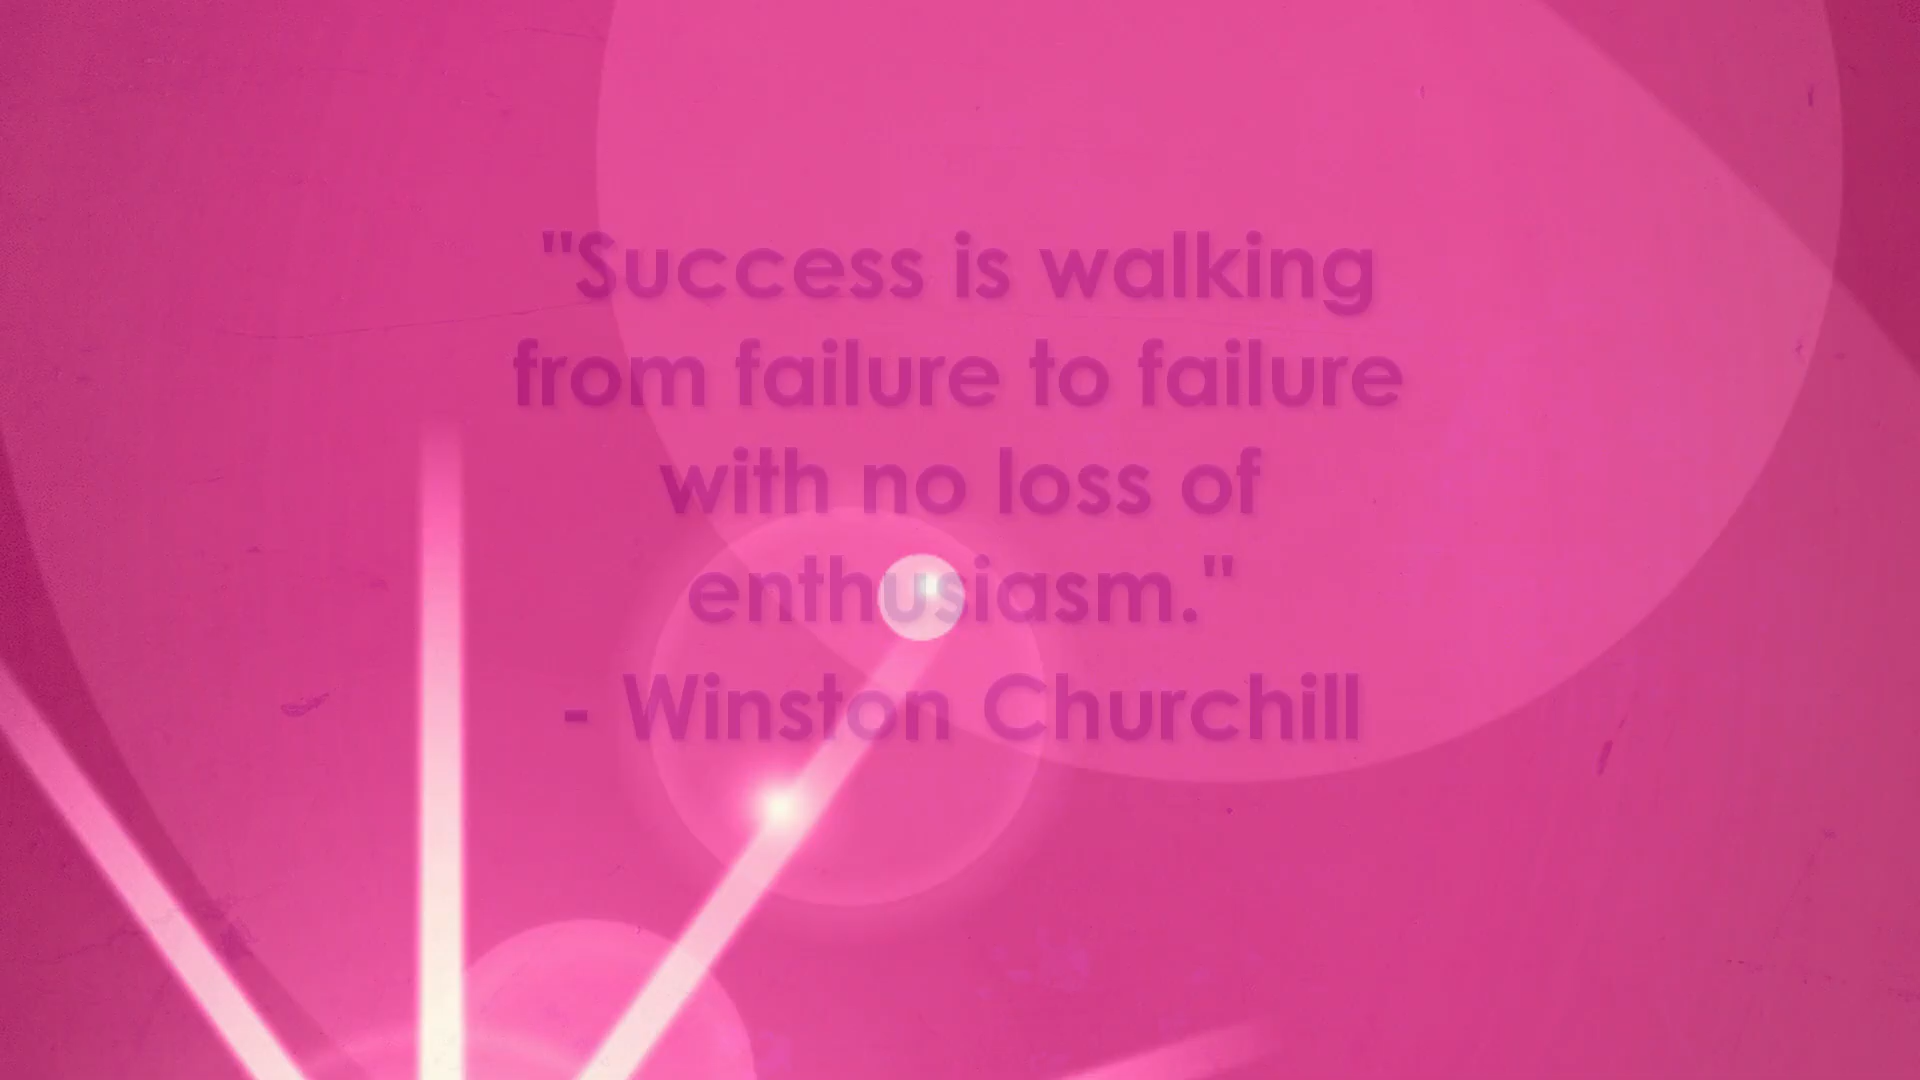 "Success is walking
from failure to failure
with no loss of
enthusiasm."
- Winston Churchill